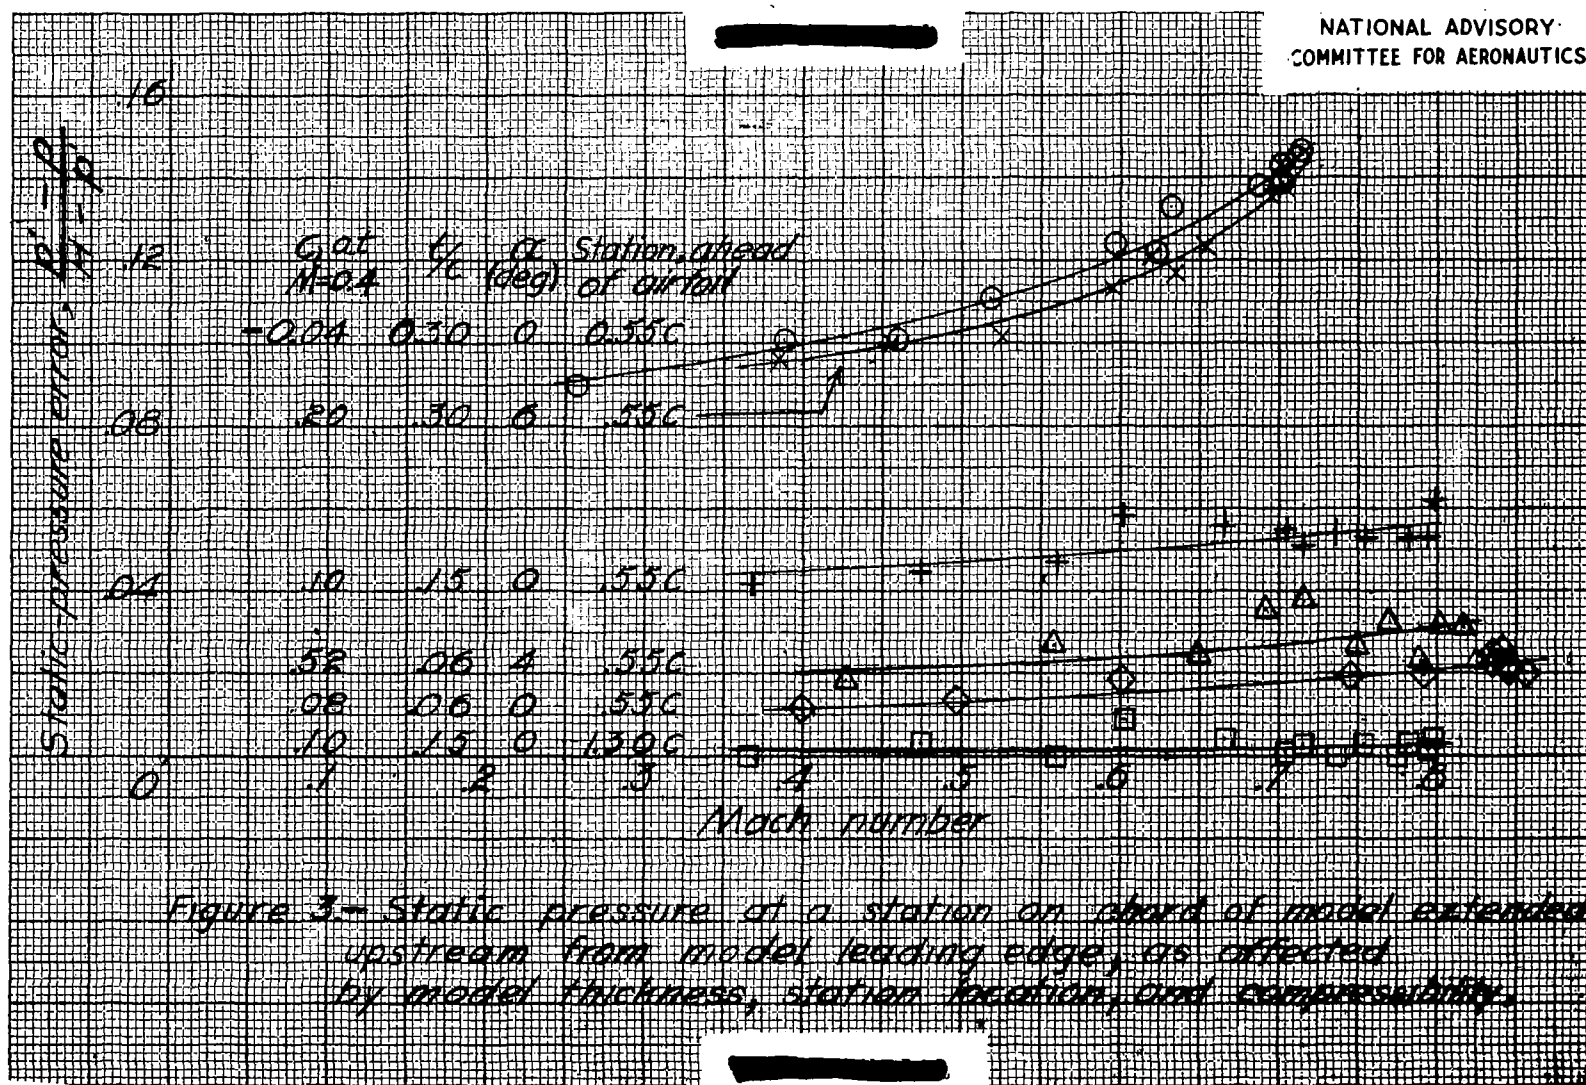 NATIONAL ADVISORY
COMMITTEE FOR AERONAUTICS
Static-pressure error, p' - p / H - p'
.16
.12
.08
.04
0
Cl at M=0.4 t/c α (deg) Station, ahead of airfoil
-0.04 0.30 0 0.55C
.20 .30 6 .55C
.10 .15 0 .55C
.52 .06 4 .55C
.08 .06 0 .55C
.10 .15 0 1.30C
.1 .2 .3 .4 .5 .6 .7 .8
Mach number
Figure 3.- Static pressure at a station on chord of model extended
upstream from model leading edge, as affected
by model thickness, station location, and compressibility.